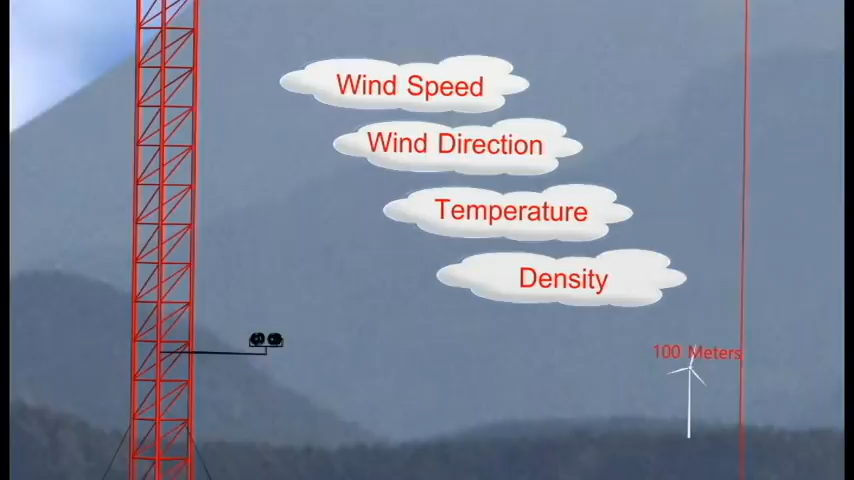 Wind Speed
Wind Direction
Temperature
Density
100 Meters